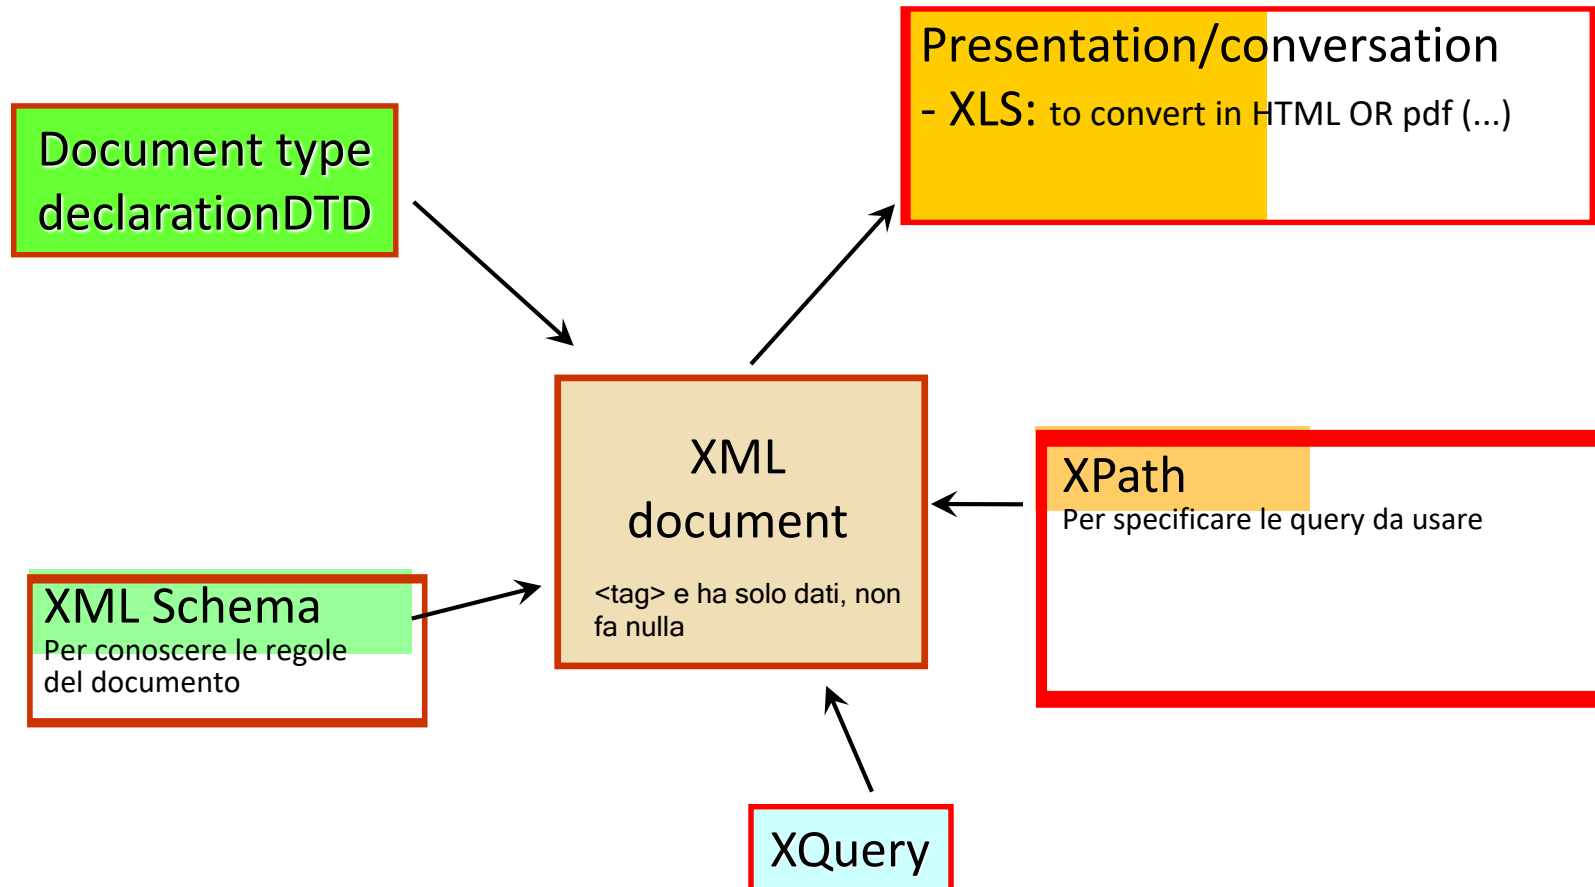 Presentation/conversation
- XLS: to convert in HTML OR pdf (...)
Document type
declarationDTD
XML
document
<tag> e ha solo dati, non
fa nulla
XPath
Per specificare le query da usare
XML Schema
Per conoscere le regole
del documento
XQuery